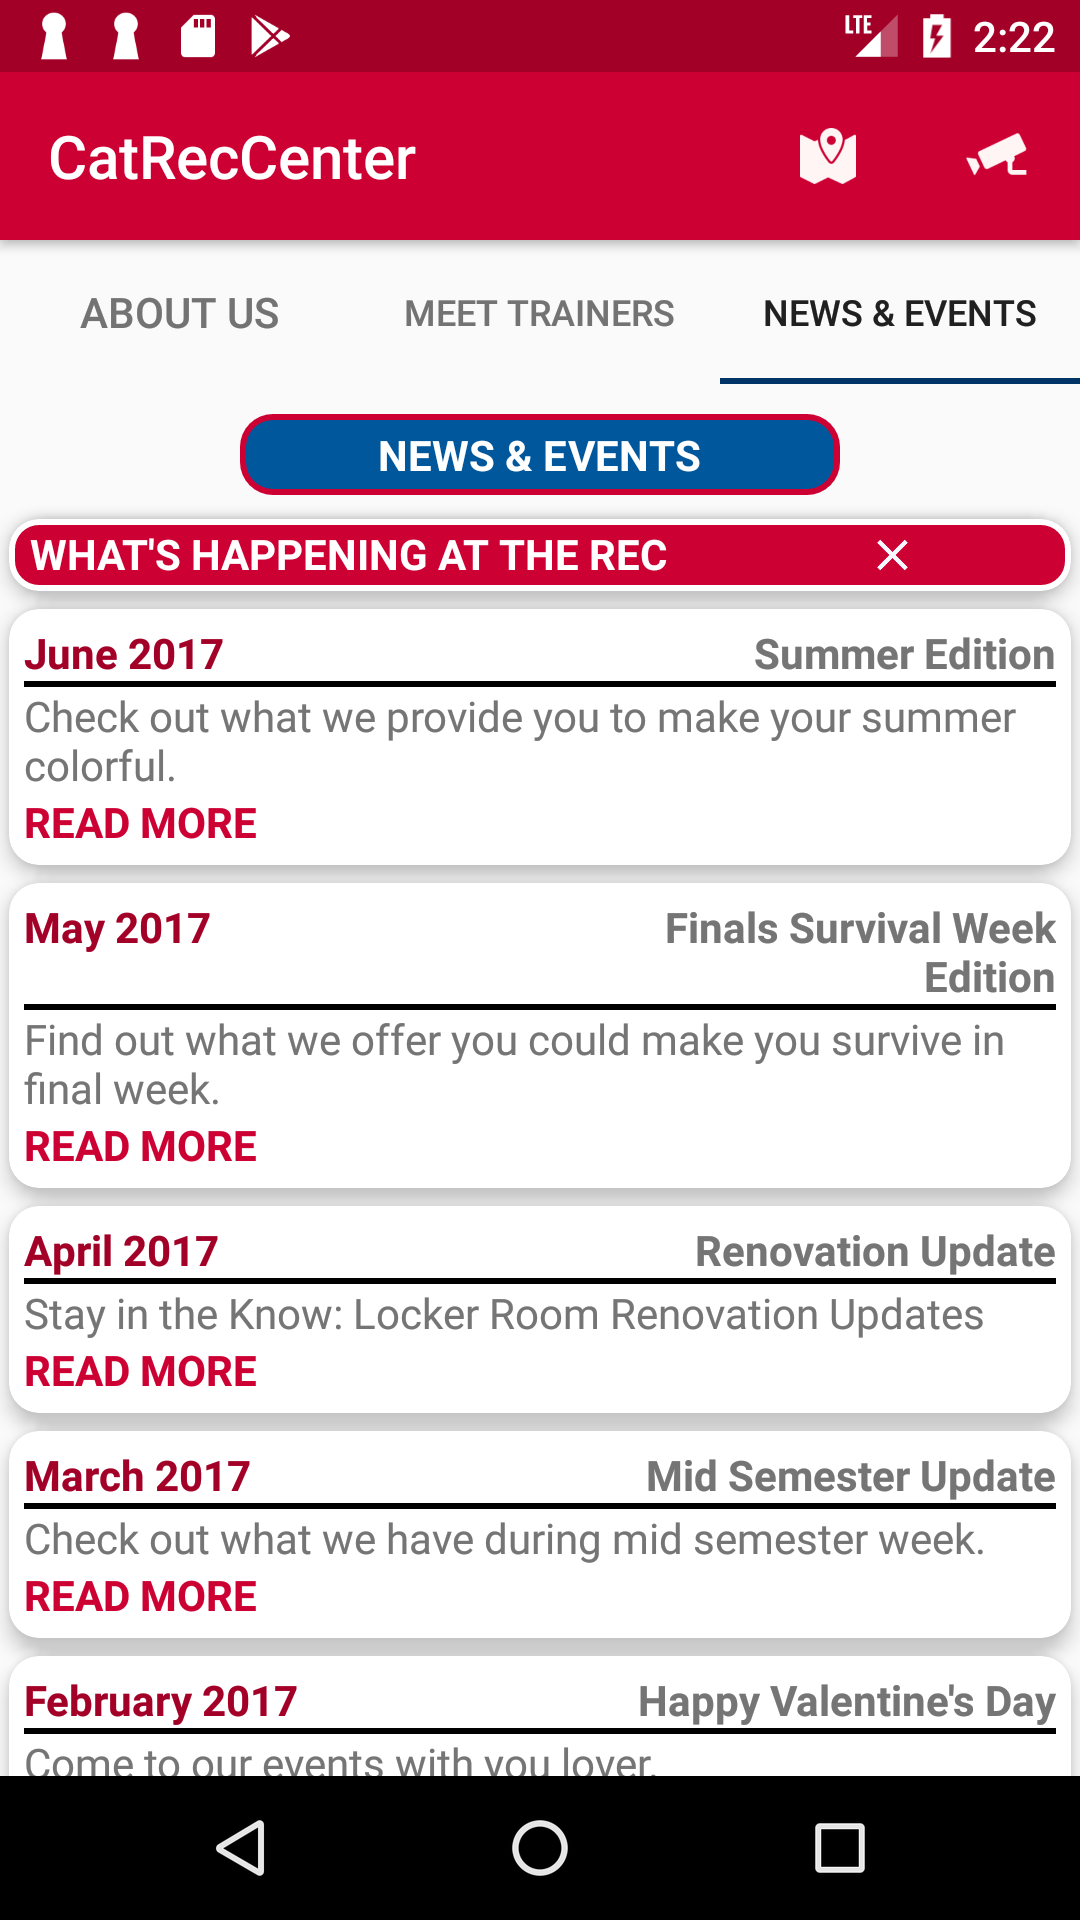 LTE 2:22
CatRecCenter
ABOUT US MEET TRAINERS NEWS & EVENTS
NEWS & EVENTS
WHAT'S HAPPENING AT THE REC
June 2017 Summer Edition
Check out what we provide you to make your summer
colorful.
READ MORE
May 2017 Finals Survival Week
Edition
Find out what we offer you could make you survive in
final week.
READ MORE
April 2017 Renovation Update
Stay in the Know: Locker Room Renovation Updates
READ MORE
March 2017 Mid Semester Update
Check out what we have during mid semester week.
READ MORE
February 2017 Happy Valentine's Day
Come to our events with you lover.